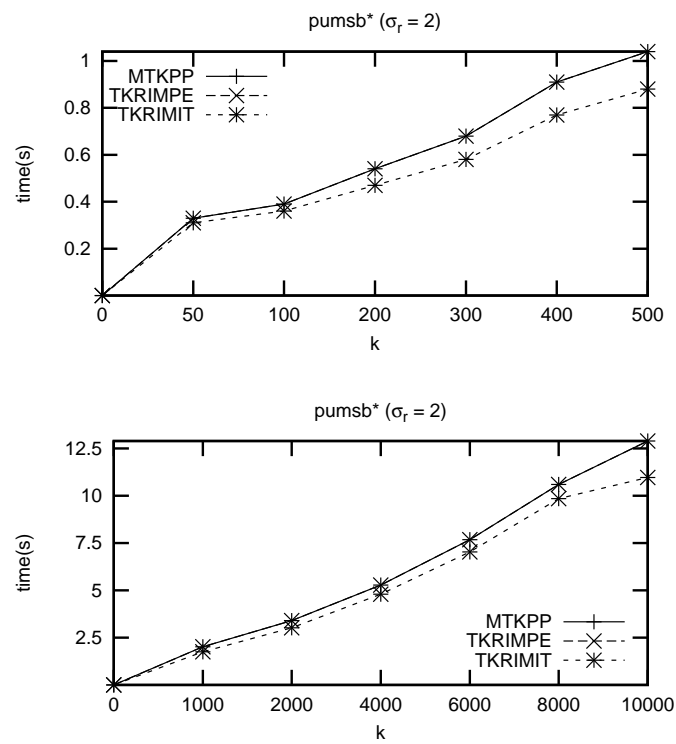 pumsb* (σr = 2)
1
0.8
0.6
0.4
0.2
time(s)
MTKPP
TKRIMPE
TKRIMIT
0 50 100 200 300 400 500
k
pumsb* (σr = 2)
12.5
10
7.5
5
2.5
time(s)
MTKPP
TKRIMPE
TKRIMIT
0 1000 2000 4000 6000 8000 10000
k